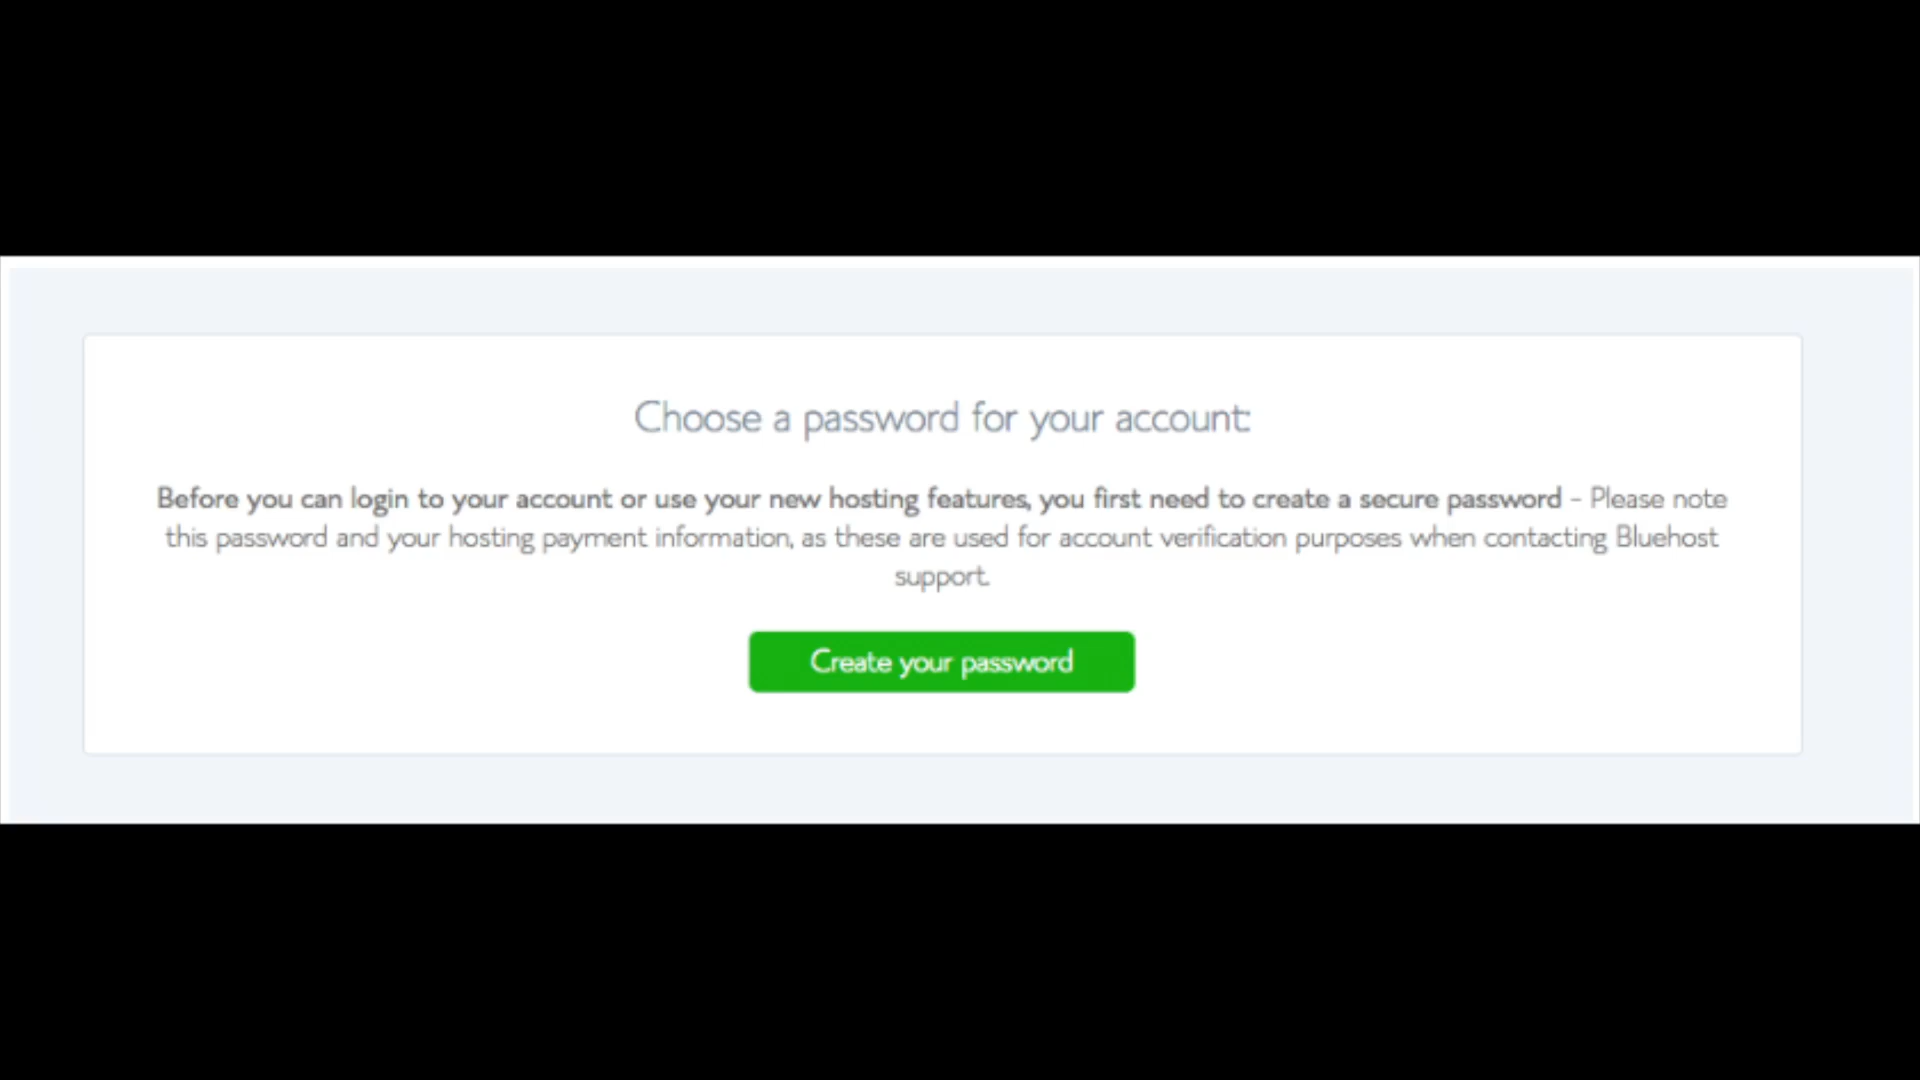 Choose a password for your account:
Before you can login to your account or use your new hosting features, you first need to create a secure password - Please note
this password and your hosting payment information, as these are used for account verification purposes when contacting Bluehost
support.
Create your password